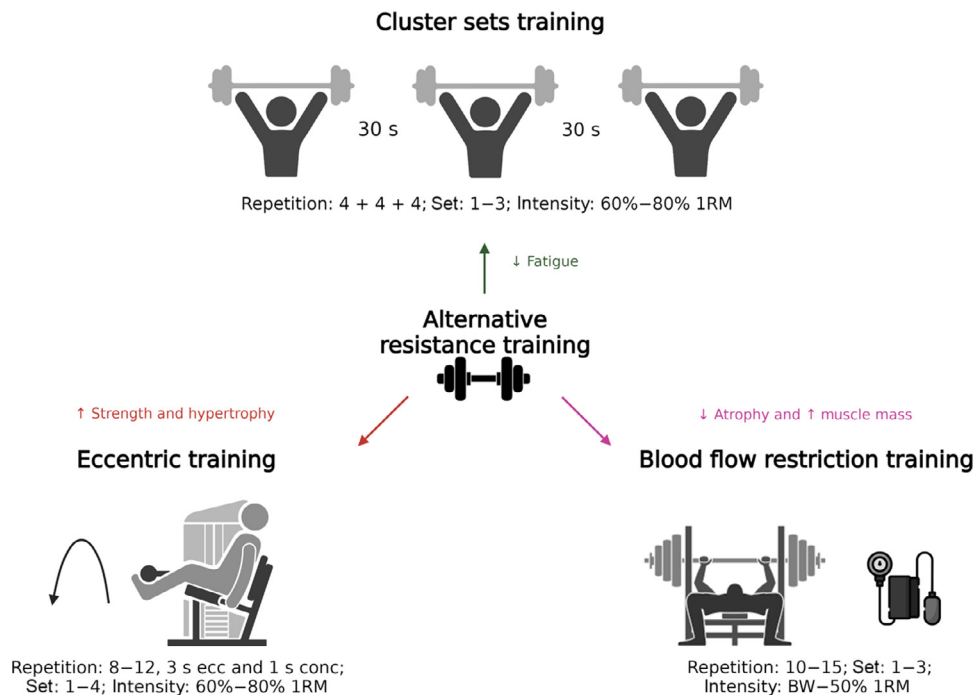 Cluster sets training
30 s
30 s
Repetition: 4 + 4 + 4; Set: 1−3; Intensity: 60%−80% 1RM
↓ Fatigue
Alternative
resistance training
↑ Strength and hypertrophy
Eccentric training
Repetition: 8−12, 3 s ecc and 1 s conc;
Set: 1−4; Intensity: 60%−80% 1RM
↓ Atrophy and ↑ muscle mass
Blood flow restriction training
Repetition: 10−15; Set: 1−3;
Intensity: BW−50% 1RM